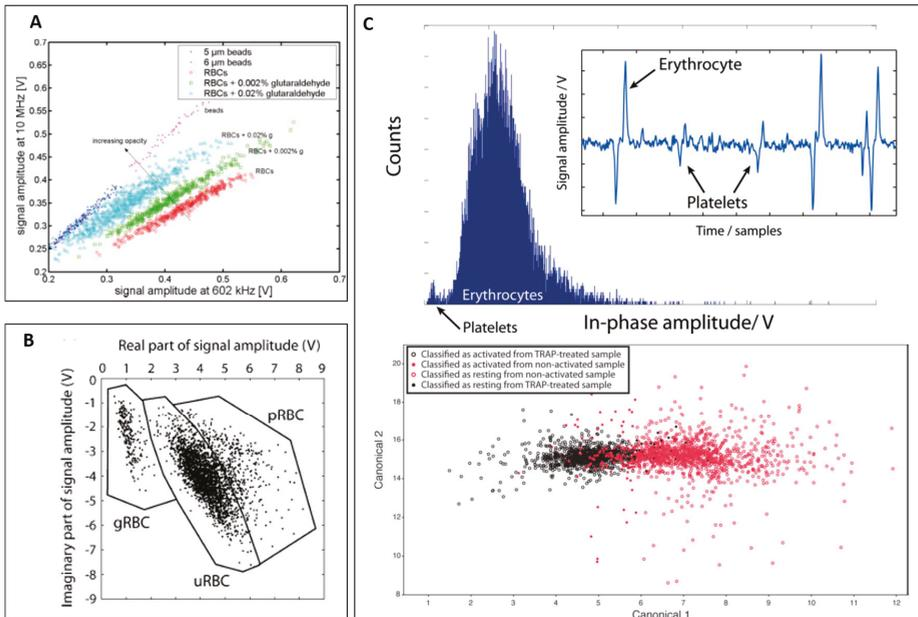 A
0.7
0.65
0.6
0.55
0.5
0.45
0.4
0.35
0.3
0.25
0.2
signal amplitude at 10 MHz [V]
5 µm beads
6 µm beads
RBCs
RBCs + 0.002% glutaraldehyde
RBCs + 0.02% glutaraldehyde
beads
increasing opacity
RBCs + 0.02% g
RBCs + 0.002% g
RBCs
0.2 0.3 0.4 0.5 0.6 0.7
signal amplitude at 602 kHz [V]
B
Real part of signal amplitude (V)
0 1 2 3 4 5 6 7 8 9
0
-1
-2
-3
-4
-5
-6
-7
-8
-9
Imaginary part of signal amplitude (V)
pRBC
gRBC
uRBC
C
Counts
Erythrocytes
Platelets
In-phase amplitude/ V
Signal amplitude / V
Erythrocyte
Platelets
Time / samples
Classified as activated from TRAP-treated sample
Classified as activated from non-activated sample
Classified as resting from non-activated sample
Classified as resting from TRAP-treated sample
20
18
16
14
12
10
8
Canonical 2
1 2 3 4 5 6 7 8 9 10 11 12
Canonical 1